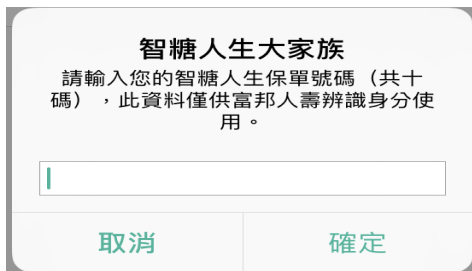 智糖人生大家族
請輸入您的智糖人生保單號碼（共十
碼），此資料僅供富邦人壽辨識身分使
用。
取消 確定